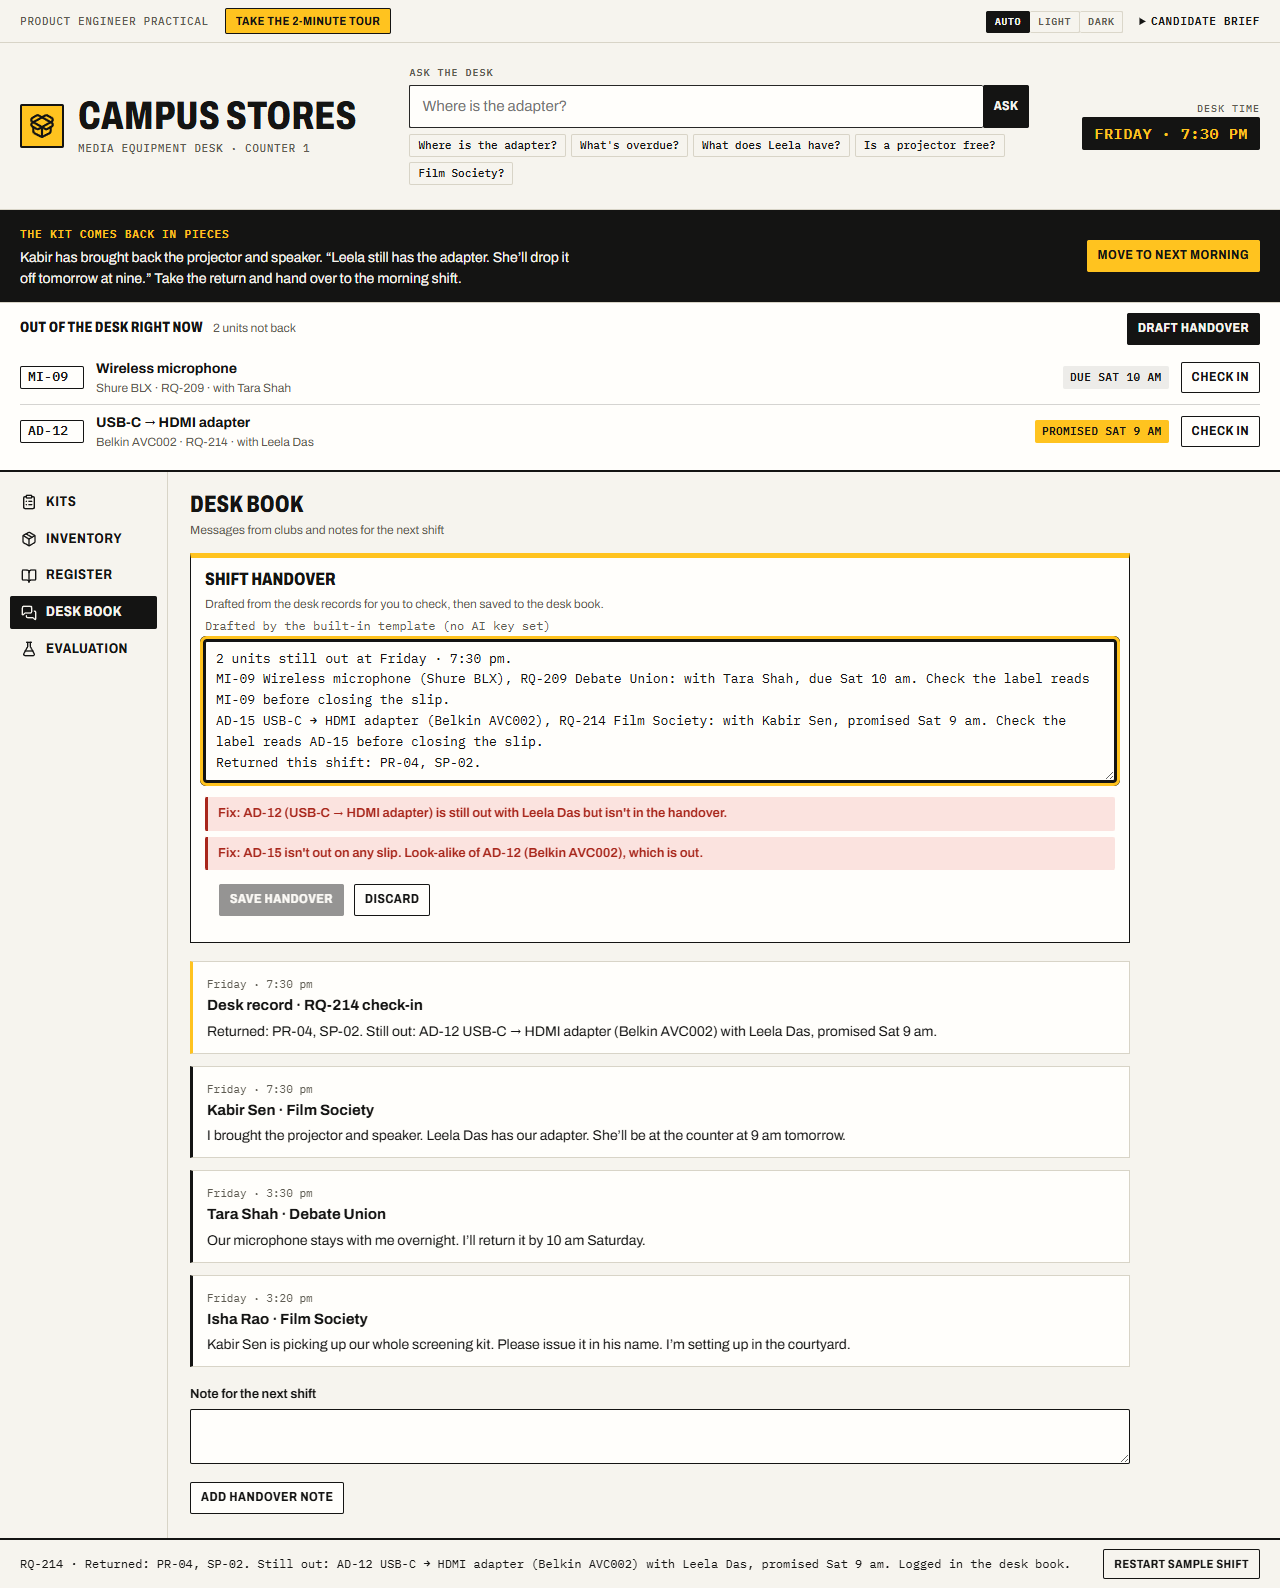 PRODUCT ENGINEER PRACTICAL
TAKE THE 2-MINUTE TOUR
AUTO
LIGHT
DARK
CANDIDATE BRIEF
CAMPUS STORES
MEDIA EQUIPMENT DESK · COUNTER 1
ASK THE DESK
Where is the adapter?
ASK
Where is the adapter?
What's overdue?
What does Leela have?
Is a projector free?
Film Society?
DESK TIME
FRIDAY · 7:30 PM
THE KIT COMES BACK IN PIECES
Kabir has brought back the projector and speaker. “Leela still has the adapter. She’ll drop it
off tomorrow at nine.” Take the return and hand over to the morning shift.
MOVE TO NEXT MORNING
OUT OF THE DESK RIGHT NOW
2 units not back
DRAFT HANDOVER
MI-09
Wireless microphone
Shure BLX · RQ-209 · with Tara Shah
DUE SAT 10 AM
CHECK IN
AD-12
USB-C → HDMI adapter
Belkin AVC002 · RQ-214 · with Leela Das
PROMISED SAT 9 AM
CHECK IN
KITS
INVENTORY
REGISTER
DESK BOOK
EVALUATION
DESK BOOK
Messages from clubs and notes for the next shift
SHIFT HANDOVER
Drafted from the desk records for you to check, then saved to the desk book.
Drafted by the built-in template (no AI key set)
2 units still out at Friday · 7:30 pm.
MI-09 Wireless microphone (Shure BLX), RQ-209 Debate Union: with Tara Shah, due Sat 10 am. Check the label reads
MI-09 before closing the slip.
AD-15 USB-C → HDMI adapter (Belkin AVC002), RQ-214 Film Society: with Kabir Sen, promised Sat 9 am. Check the
label reads AD-15 before closing the slip.
Returned this shift: PR-04, SP-02.
Fix: AD-12 (USB-C → HDMI adapter) is still out with Leela Das but isn't in the handover.
Fix: AD-15 isn't out on any slip. Look-alike of AD-12 (Belkin AVC002), which is out.
SAVE HANDOVER
DISCARD
Friday · 7:30 pm
Desk record · RQ-214 check-in
Returned: PR-04, SP-02. Still out: AD-12 USB-C → HDMI adapter (Belkin AVC002) with Leela Das, promised Sat 9 am.
Friday · 7:30 pm
Kabir Sen · Film Society
I brought the projector and speaker. Leela Das has our adapter. She’ll be at the counter at 9 am tomorrow.
Friday · 3:30 pm
Tara Shah · Debate Union
Our microphone stays with me overnight. I’ll return it by 10 am Saturday.
Friday · 3:20 pm
Isha Rao · Film Society
Kabir Sen is picking up our whole screening kit. Please issue it in his name. I’m setting up in the courtyard.
Note for the next shift
ADD HANDOVER NOTE
RQ-214 · Returned: PR-04, SP-02. Still out: AD-12 USB-C → HDMI adapter (Belkin AVC002) with Leela Das, promised Sat 9 am. Logged in the desk book.
RESTART SAMPLE SHIFT